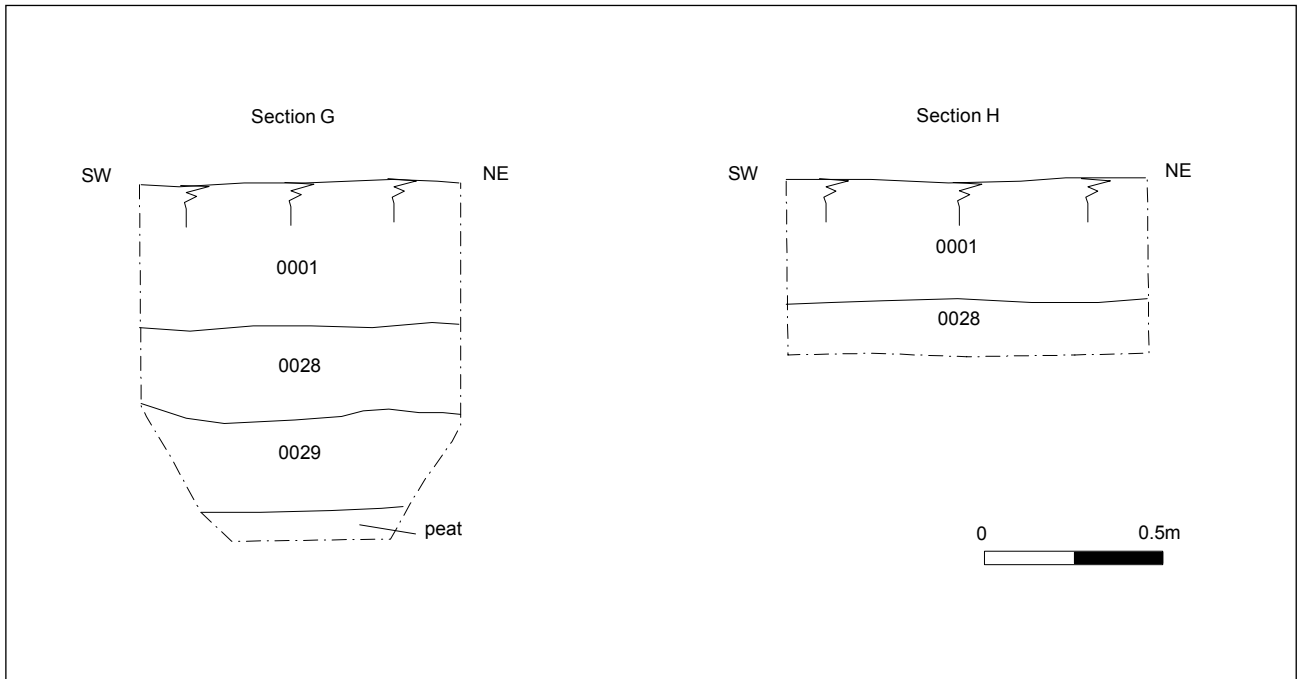 Section G
SW
NE
0001
0028
0029
peat
Section H
SW
NE
0001
0028
0
0.5m